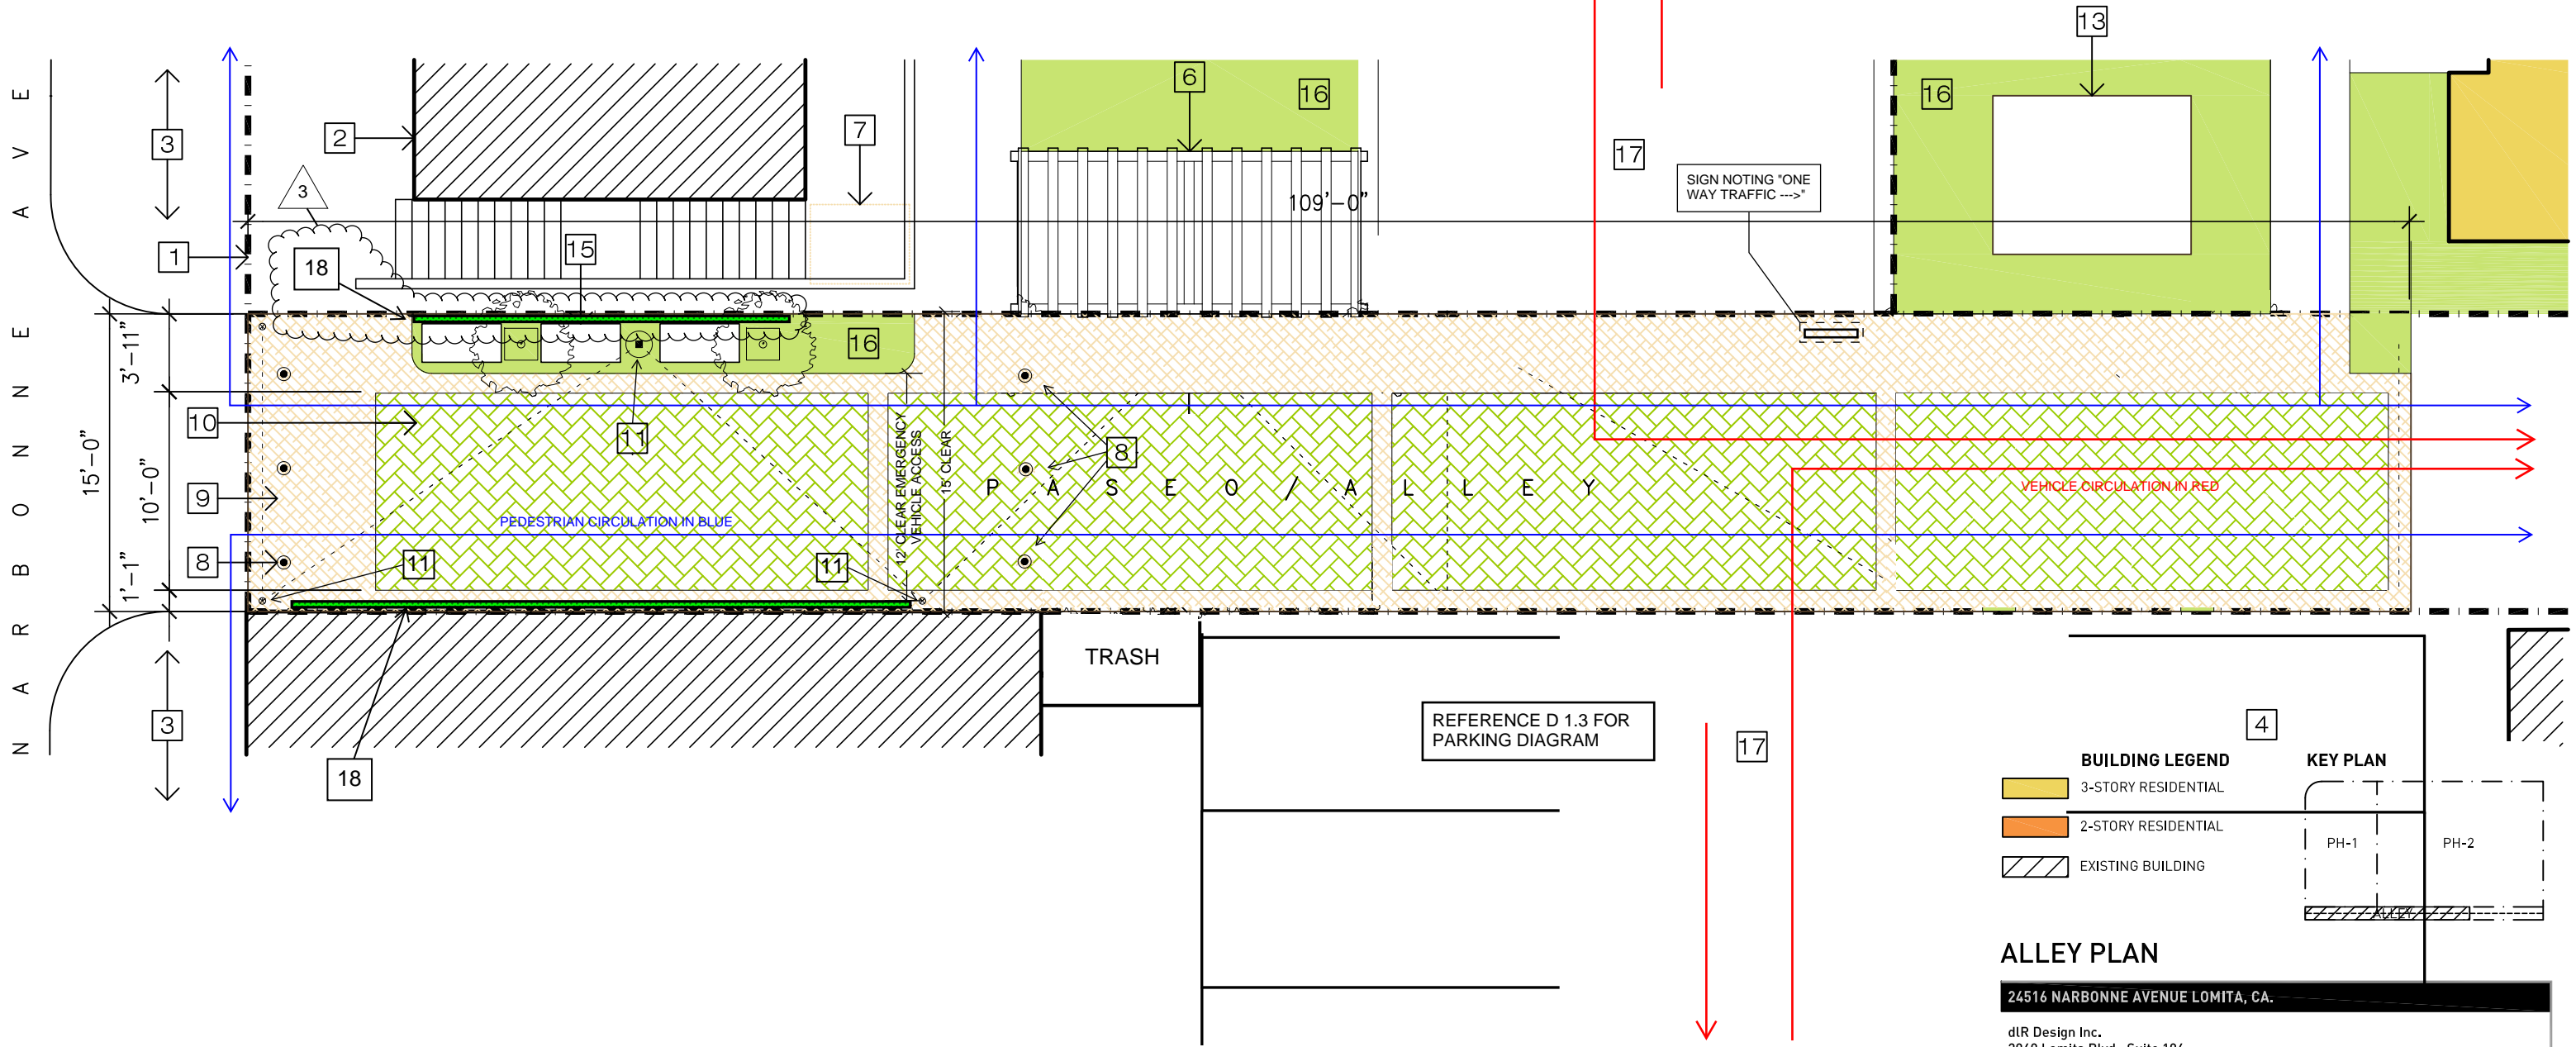 NARBONNE AVE
13
6
16
16
3
2
7
17
3
SIGN NOTING "ONE
WAY TRAFFIC --->"
109'-0"
1
15
18
3'-11"
16
10
11
12' CLEAR EMERGENCY
VEHICLE ACCESS
15' CLEAR
8
15'-0"
10'-0"
9
PASEO/ALLEY
VEHICLE CIRCULATION IN RED
PEDESTRIAN CIRCULATION IN BLUE
8
11
11
1'-1"
TRASH
3
18
REFERENCE D 1.3 FOR
PARKING DIAGRAM
17
4
BUILDING LEGEND
3-STORY RESIDENTIAL
2-STORY RESIDENTIAL
EXISTING BUILDING
KEY PLAN
PH-1
PH-2
ALLEY
ALLEY PLAN
24516 NARBONNE AVENUE LOMITA, CA.
dlR Design Inc.